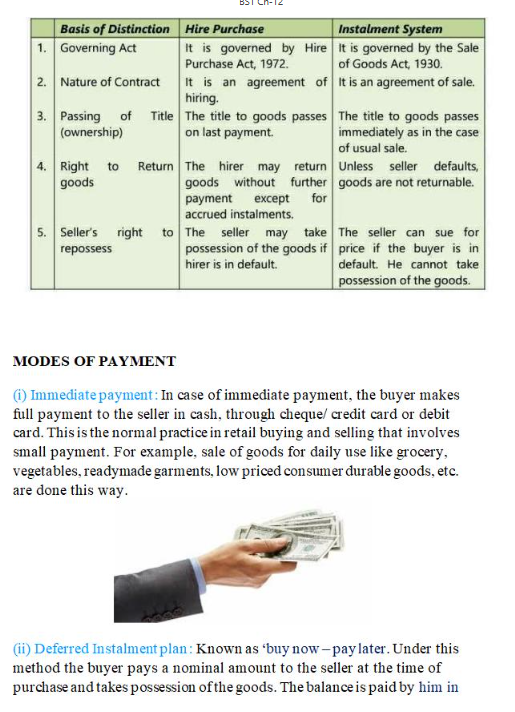 BST Ch-12
Basis of Distinction Hire Purchase Instalment System
1. Governing Act It is governed by Hire Purchase Act, 1972. It is governed by the Sale of Goods Act, 1930.
2. Nature of Contract It is an agreement of hiring. It is an agreement of sale.
3. Passing of Title (ownership) The title to goods passes on last payment. The title to goods passes immediately as in the case of usual sale.
4. Right to Return goods The hirer may return goods without further payment except for accrued instalments. Unless seller defaults, goods are not returnable.
5. Seller's right to repossess The seller may take possession of the goods if hirer is in default. The seller can sue for price if the buyer is in default. He cannot take possession of the goods.
MODES OF PAYMENT
(i) Immediate payment: In case of immediate payment, the buyer makes
full payment to the seller in cash, through cheque/ credit card or debit
card. This is the normal practice in retail buying and selling that involves
small payment. For example, sale of goods for daily use like grocery,
vegetables, readymade garments, low priced consumer durable goods, etc.
are done this way.
(ii) Deferred Instalment plan: Known as 'buy now – pay later. Under this
method the buyer pays a nominal amount to the seller at the time of
purchase and takes possession of the goods. The balance is paid by him in